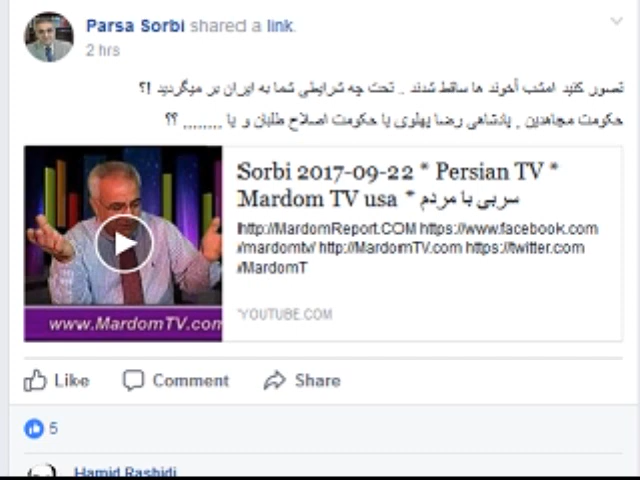 Parsa Sorbi shared a link.
2 hrs
تصور کنید امشب آخوند ها ساقط شدند . تحت چه شرایطی شما به ایران بر میگردید !؟
حکومت مجاهدین . پادشاهی رضا پهلوی یا حکومت اصلاح طلبان و یا ........ ؟؟
Sorbi 2017-09-22 * Persian TV *
Mardom TV usa * سربی با مردم
http://MardomReport.COM https://www.facebook.com
/mardomtv/ http://MardomTV.com https://twitter.com
/MardomT
www.MardomTV.com
YOUTUBE.COM
Like Comment Share
5
Hamid Rashidi